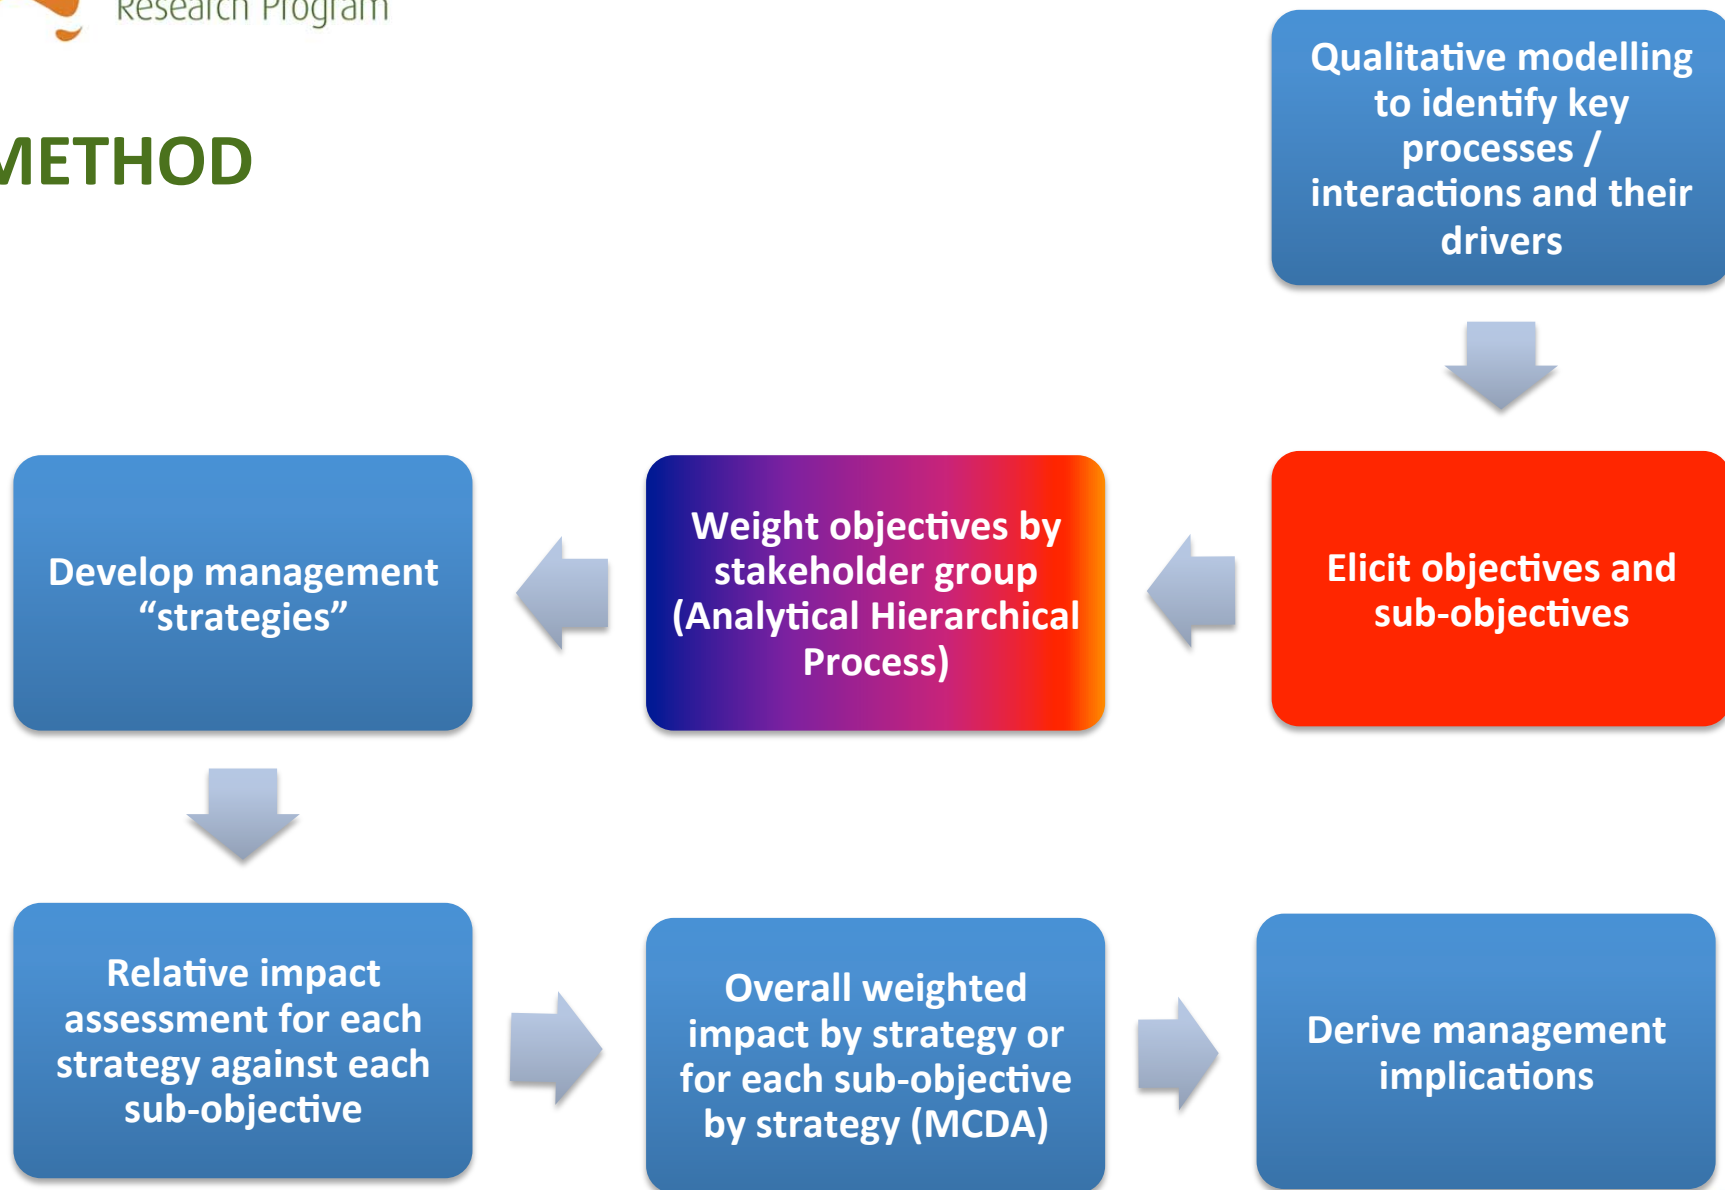 Research Program
METHOD
Qualitative modelling
to identify key
processes /
interactions and their
drivers
Elicit objectives and
sub-objectives
Weight objectives by
stakeholder group
(Analytical Hierarchical
Process)
Develop management
“strategies”
Relative impact
assessment for each
strategy against each
sub-objective
Overall weighted
impact by strategy or
for each sub-objective
by strategy (MCDA)
Derive management
implications